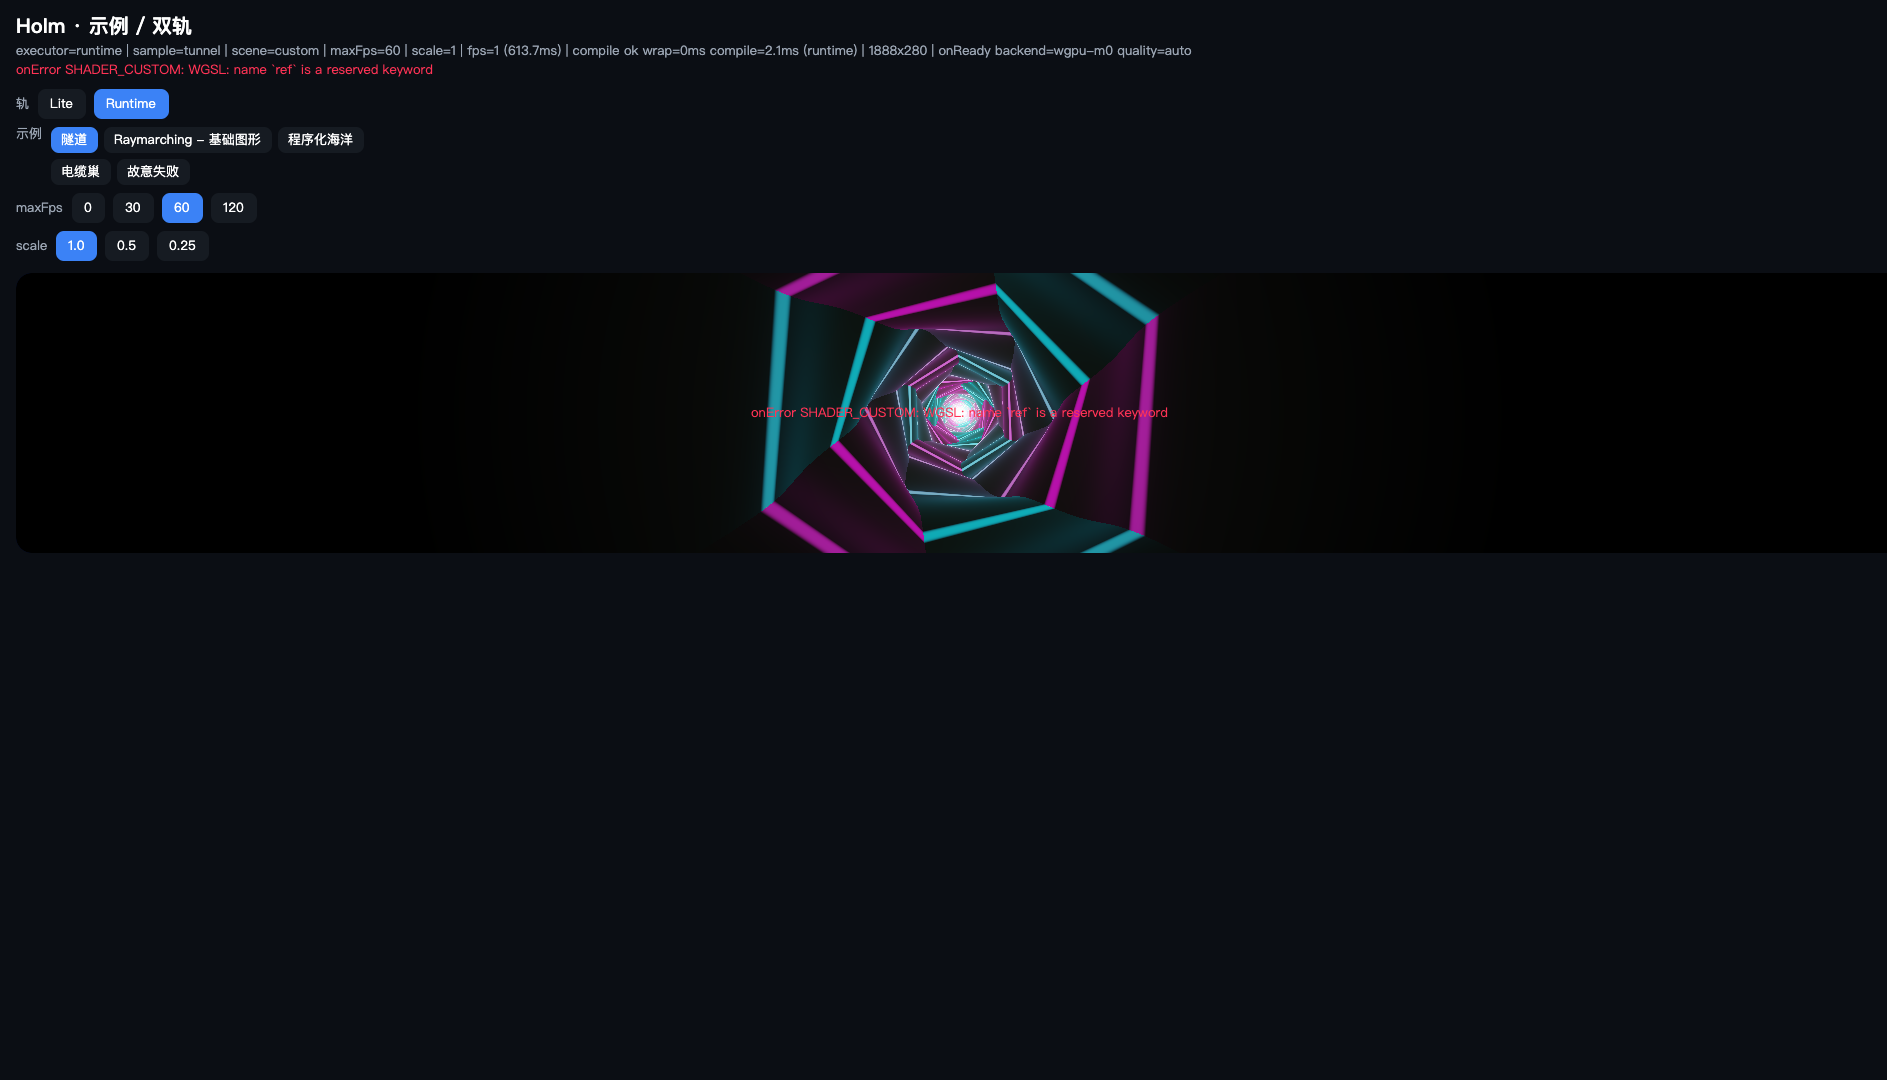 Holm · 示例 / 双轨
executor=runtime | sample=tunnel | scene=custom | maxFps=60 | scale=1 | fps=1 (613.7ms) | compile ok wrap=0ms compile=2.1ms (runtime) | 1888x280 | onReady backend=wgpu-m0 quality=auto
onError SHADER_CUSTOM: WGSL: name `ref` is a reserved keyword
轨 Lite Runtime
示例 隧道 Raymarching - 基础图形 程序化海洋
电缆巢 故意失败
maxFps 0 30 60 120
scale 1.0 0.5 0.25
onError SHADER_CUSTOM: WGSL: name `ref` is a reserved keyword